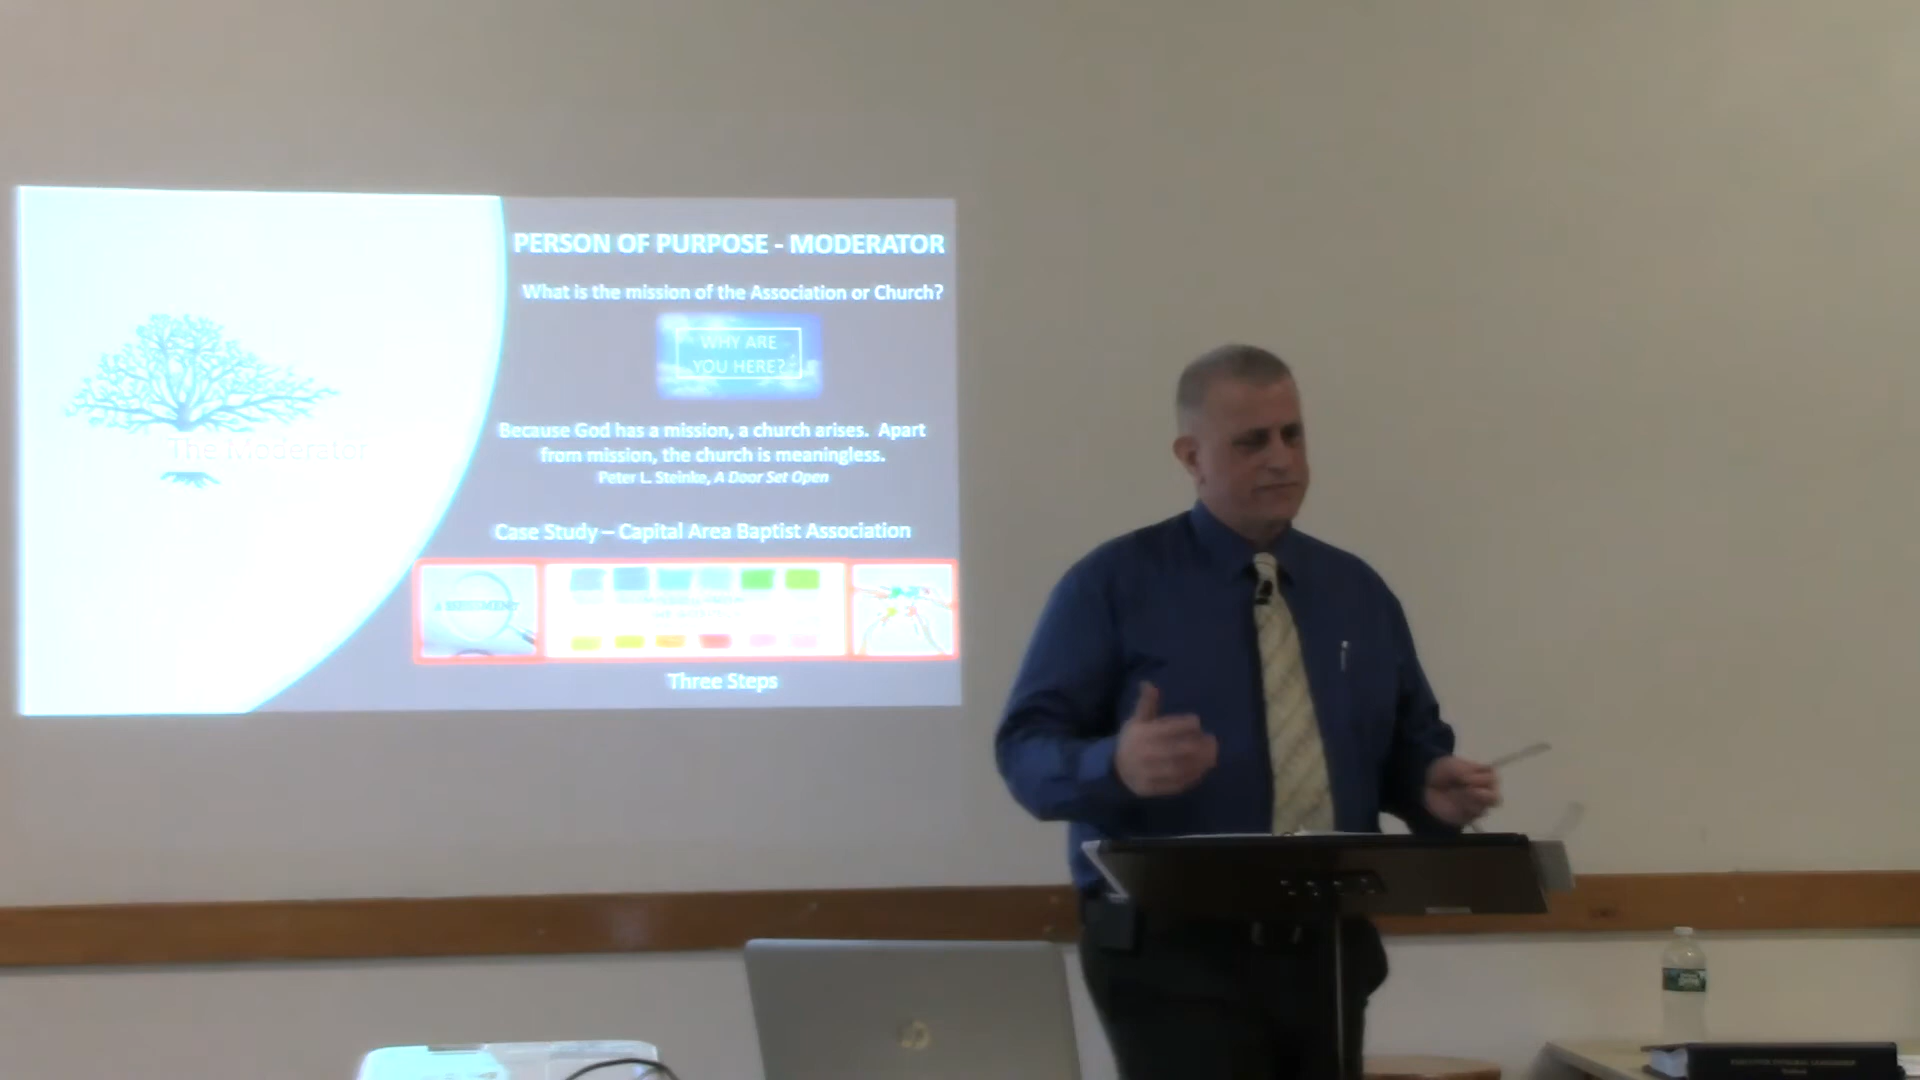 PERSON OF PURPOSE - MODERATOR
What is the mission of the Association or Church?
WHY ARE
YOU HERE?
Because God has a mission, a church arises. Apart
from mission, the church is meaningless.
Peter L. Steinke, A Door Set Open
The Moderator
Case Study – Capital Area Baptist Association
Three Steps